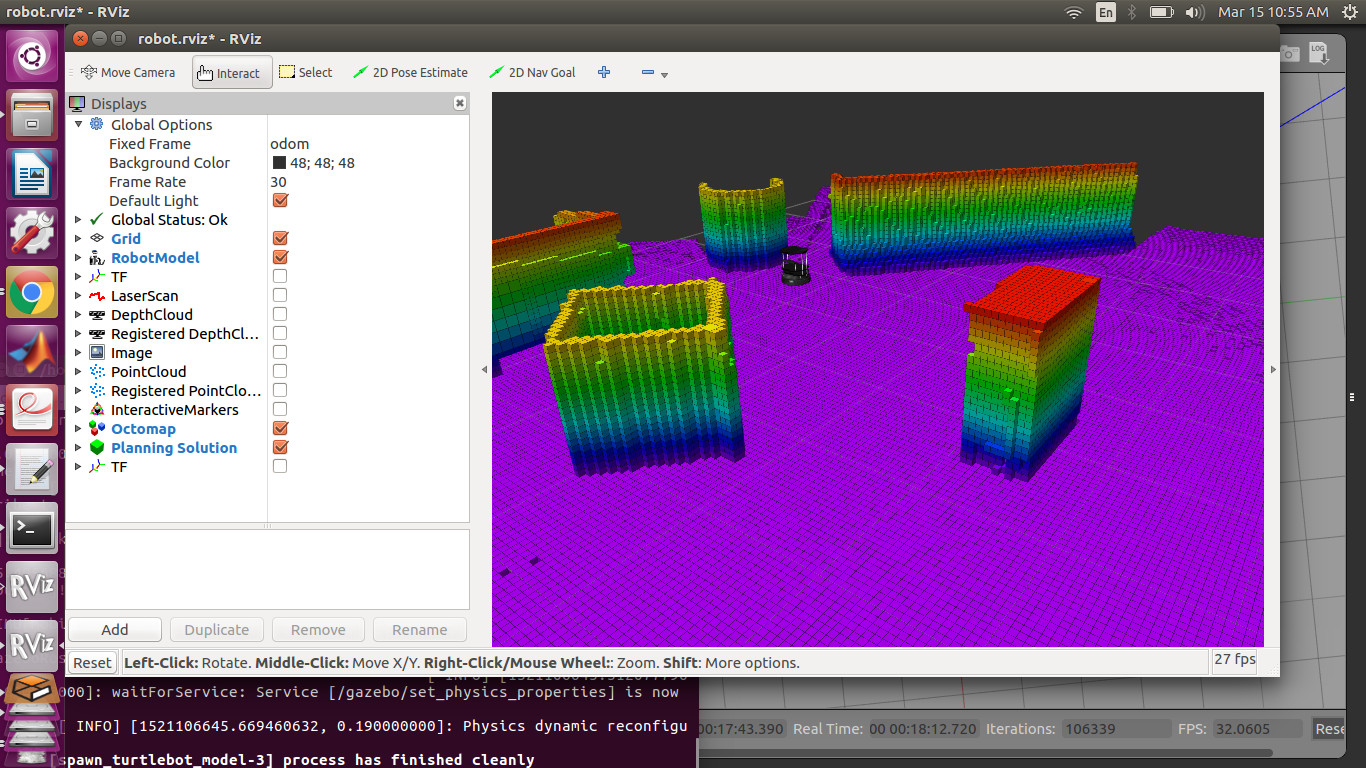 robot.rviz* - RViz
En
Mar 15 10:55 AM
robot.rviz* - RViz
LOG
Move Camera
Interact
Select
2D Pose Estimate
2D Nav Goal
Displays
Global Options
Fixed Frame odom
Background Color 48; 48; 48
Frame Rate 30
Default Light
Global Status: Ok
Grid
RobotModel
TF
LaserScan
DepthCloud
Registered DepthCl...
Image
PointCloud
Registered PointClo...
InteractiveMarkers
Octomap
Planning Solution
TF
Add
Duplicate
Remove
Rename
Reset
Left-Click: Rotate. Middle-Click: Move X/Y. Right-Click/Mouse Wheel:: Zoom. Shift: More options.
27 fps
RViz
RViz
000]: waitForService: Service [/gazebo/set_physics_properties] is now
INFO] [1521106645.669460632, 0.190000000]: Physics dynamic reconfigu
[spawn_turtlebot_model-3] process has finished cleanly
00:17:43.390
Real Time:
00 00:18:12.720
Iterations:
106339
FPS:
32.0605
Rese